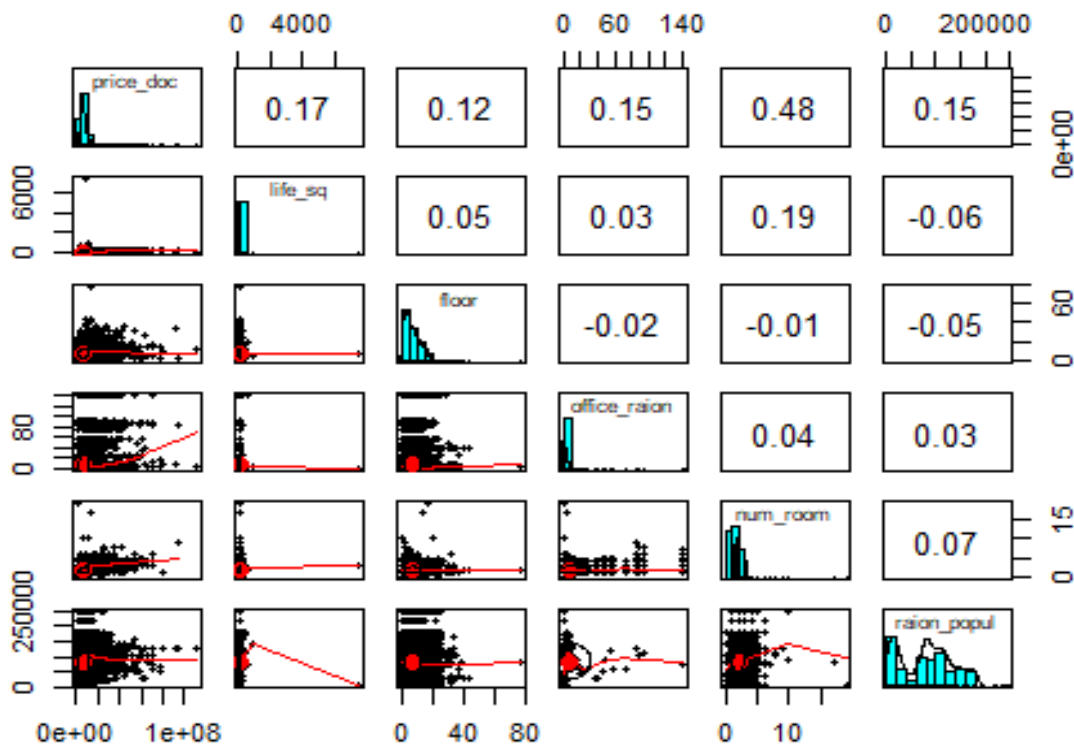 0 4000 0 60 140 0 200000
price_doc 0.17 0.12 0.15 0.48 0.15 0e+00
0 6000 life_sq 0.05 0.03 0.19 -0.06
floor -0.02 -0.01 -0.05 0 60
0 80 office_raion 0.04 0.03
num_room 0.07 0 15
0 250000 raion_popul
0e+00 1e+08 0 40 80 0 10